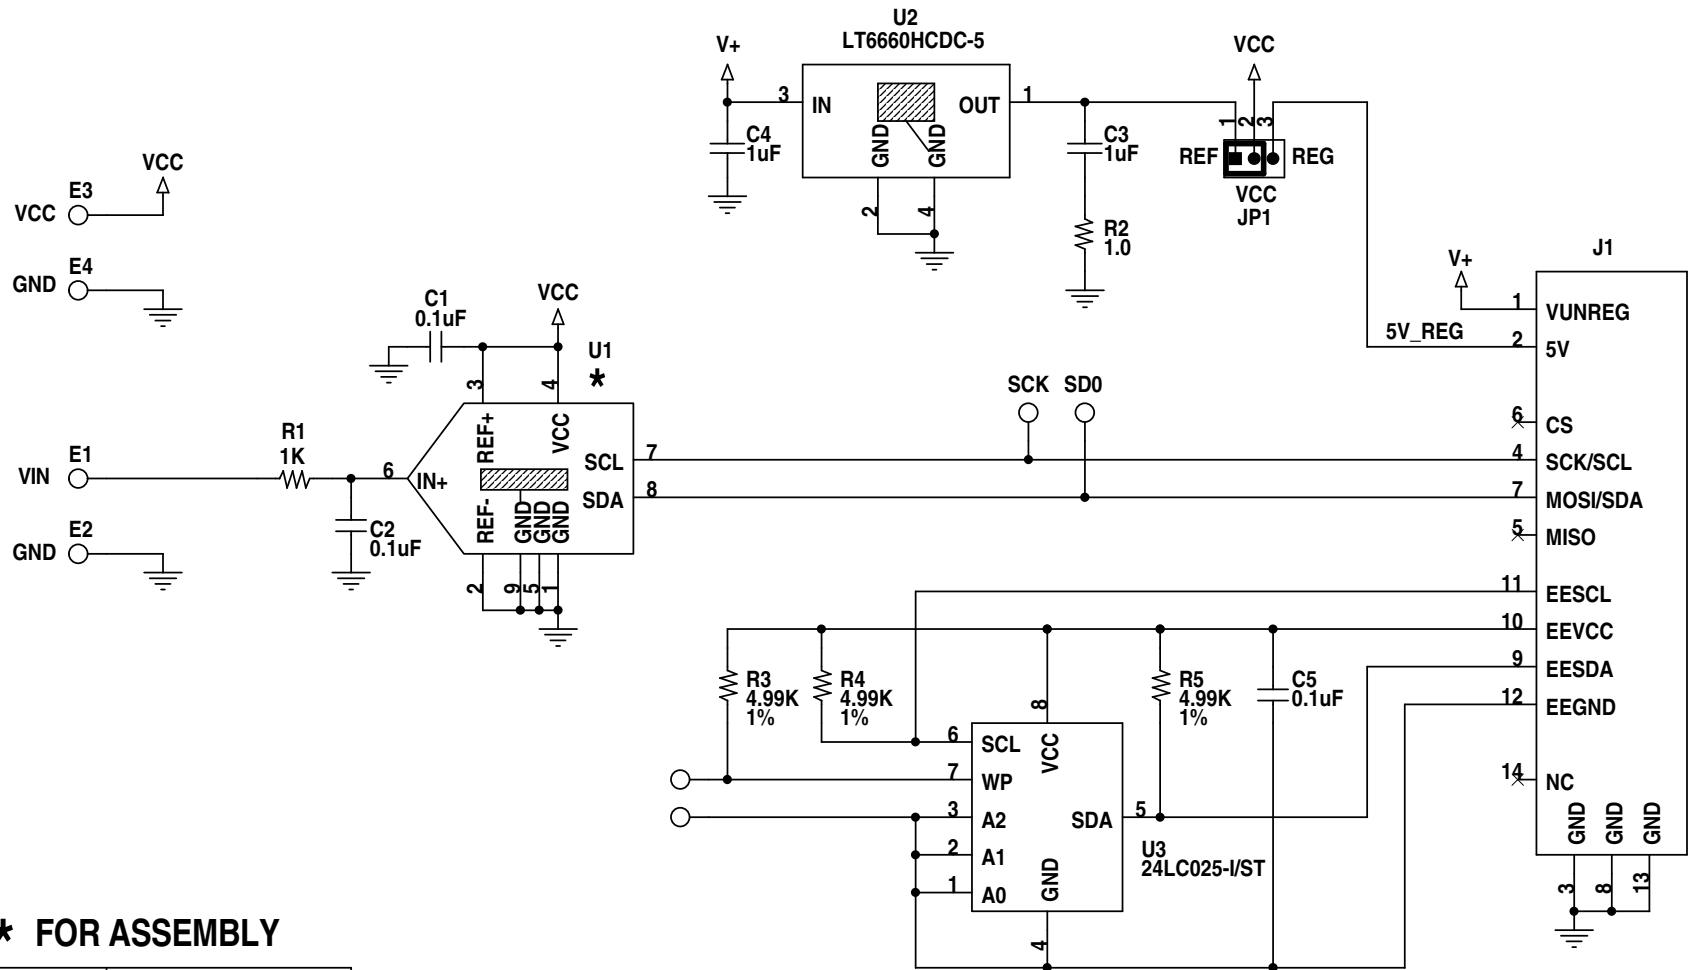 U2
LT6660HCDC-5
V+
3
IN
OUT
1
GND
GND
2
4
C4
1uF
C3
1uF
R2
1.0
VCC
1
2
3
REF
REG
VCC
JP1
VCC
E3
VCC
E4
GND
C1
0.1uF
VCC
U1
*
3
4
REF+
VCC
R1
1K
E1
VIN
6
IN+
SCL
7
SDA
8
REF-
GND
GND
GND
2
9
5
1
C2
0.1uF
E2
GND
SCK
SD0
J1
V+
1
VUNREG
5V_REG
2
5V
6
CS
4
SCK/SCL
7
MOSI/SDA
5
MISO
11
EESCL
10
EEVCC
9
EESDA
12
EEGND
14
NC
GND
GND
GND
3
8
13
R3
4.99K
1%
R4
4.99K
1%
R5
4.99K
1%
C5
0.1uF
8
6
SCL
VCC
7
WP
3
A2
SDA
5
2
A1
1
A0
GND
4
U3
24LC025-I/ST
* FOR ASSEMBLY